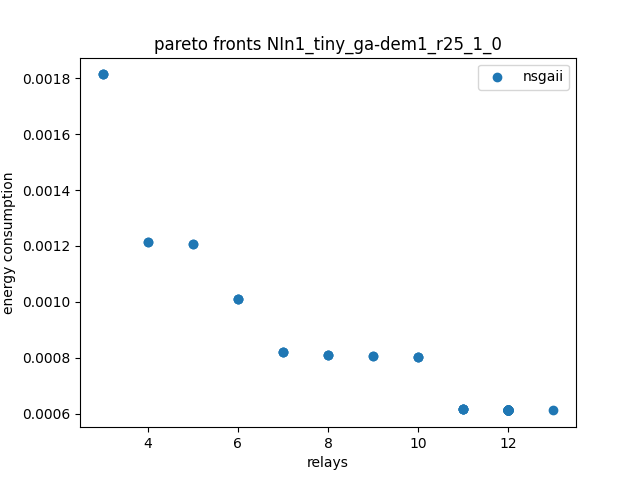 pareto fronts NIn1_tiny_ga-dem1_r25_1_0
nsgaii
0.0018
0.0016
0.0014
0.0012
0.0010
0.0008
0.0006
energy consumption
4 6 8 10 12
relays